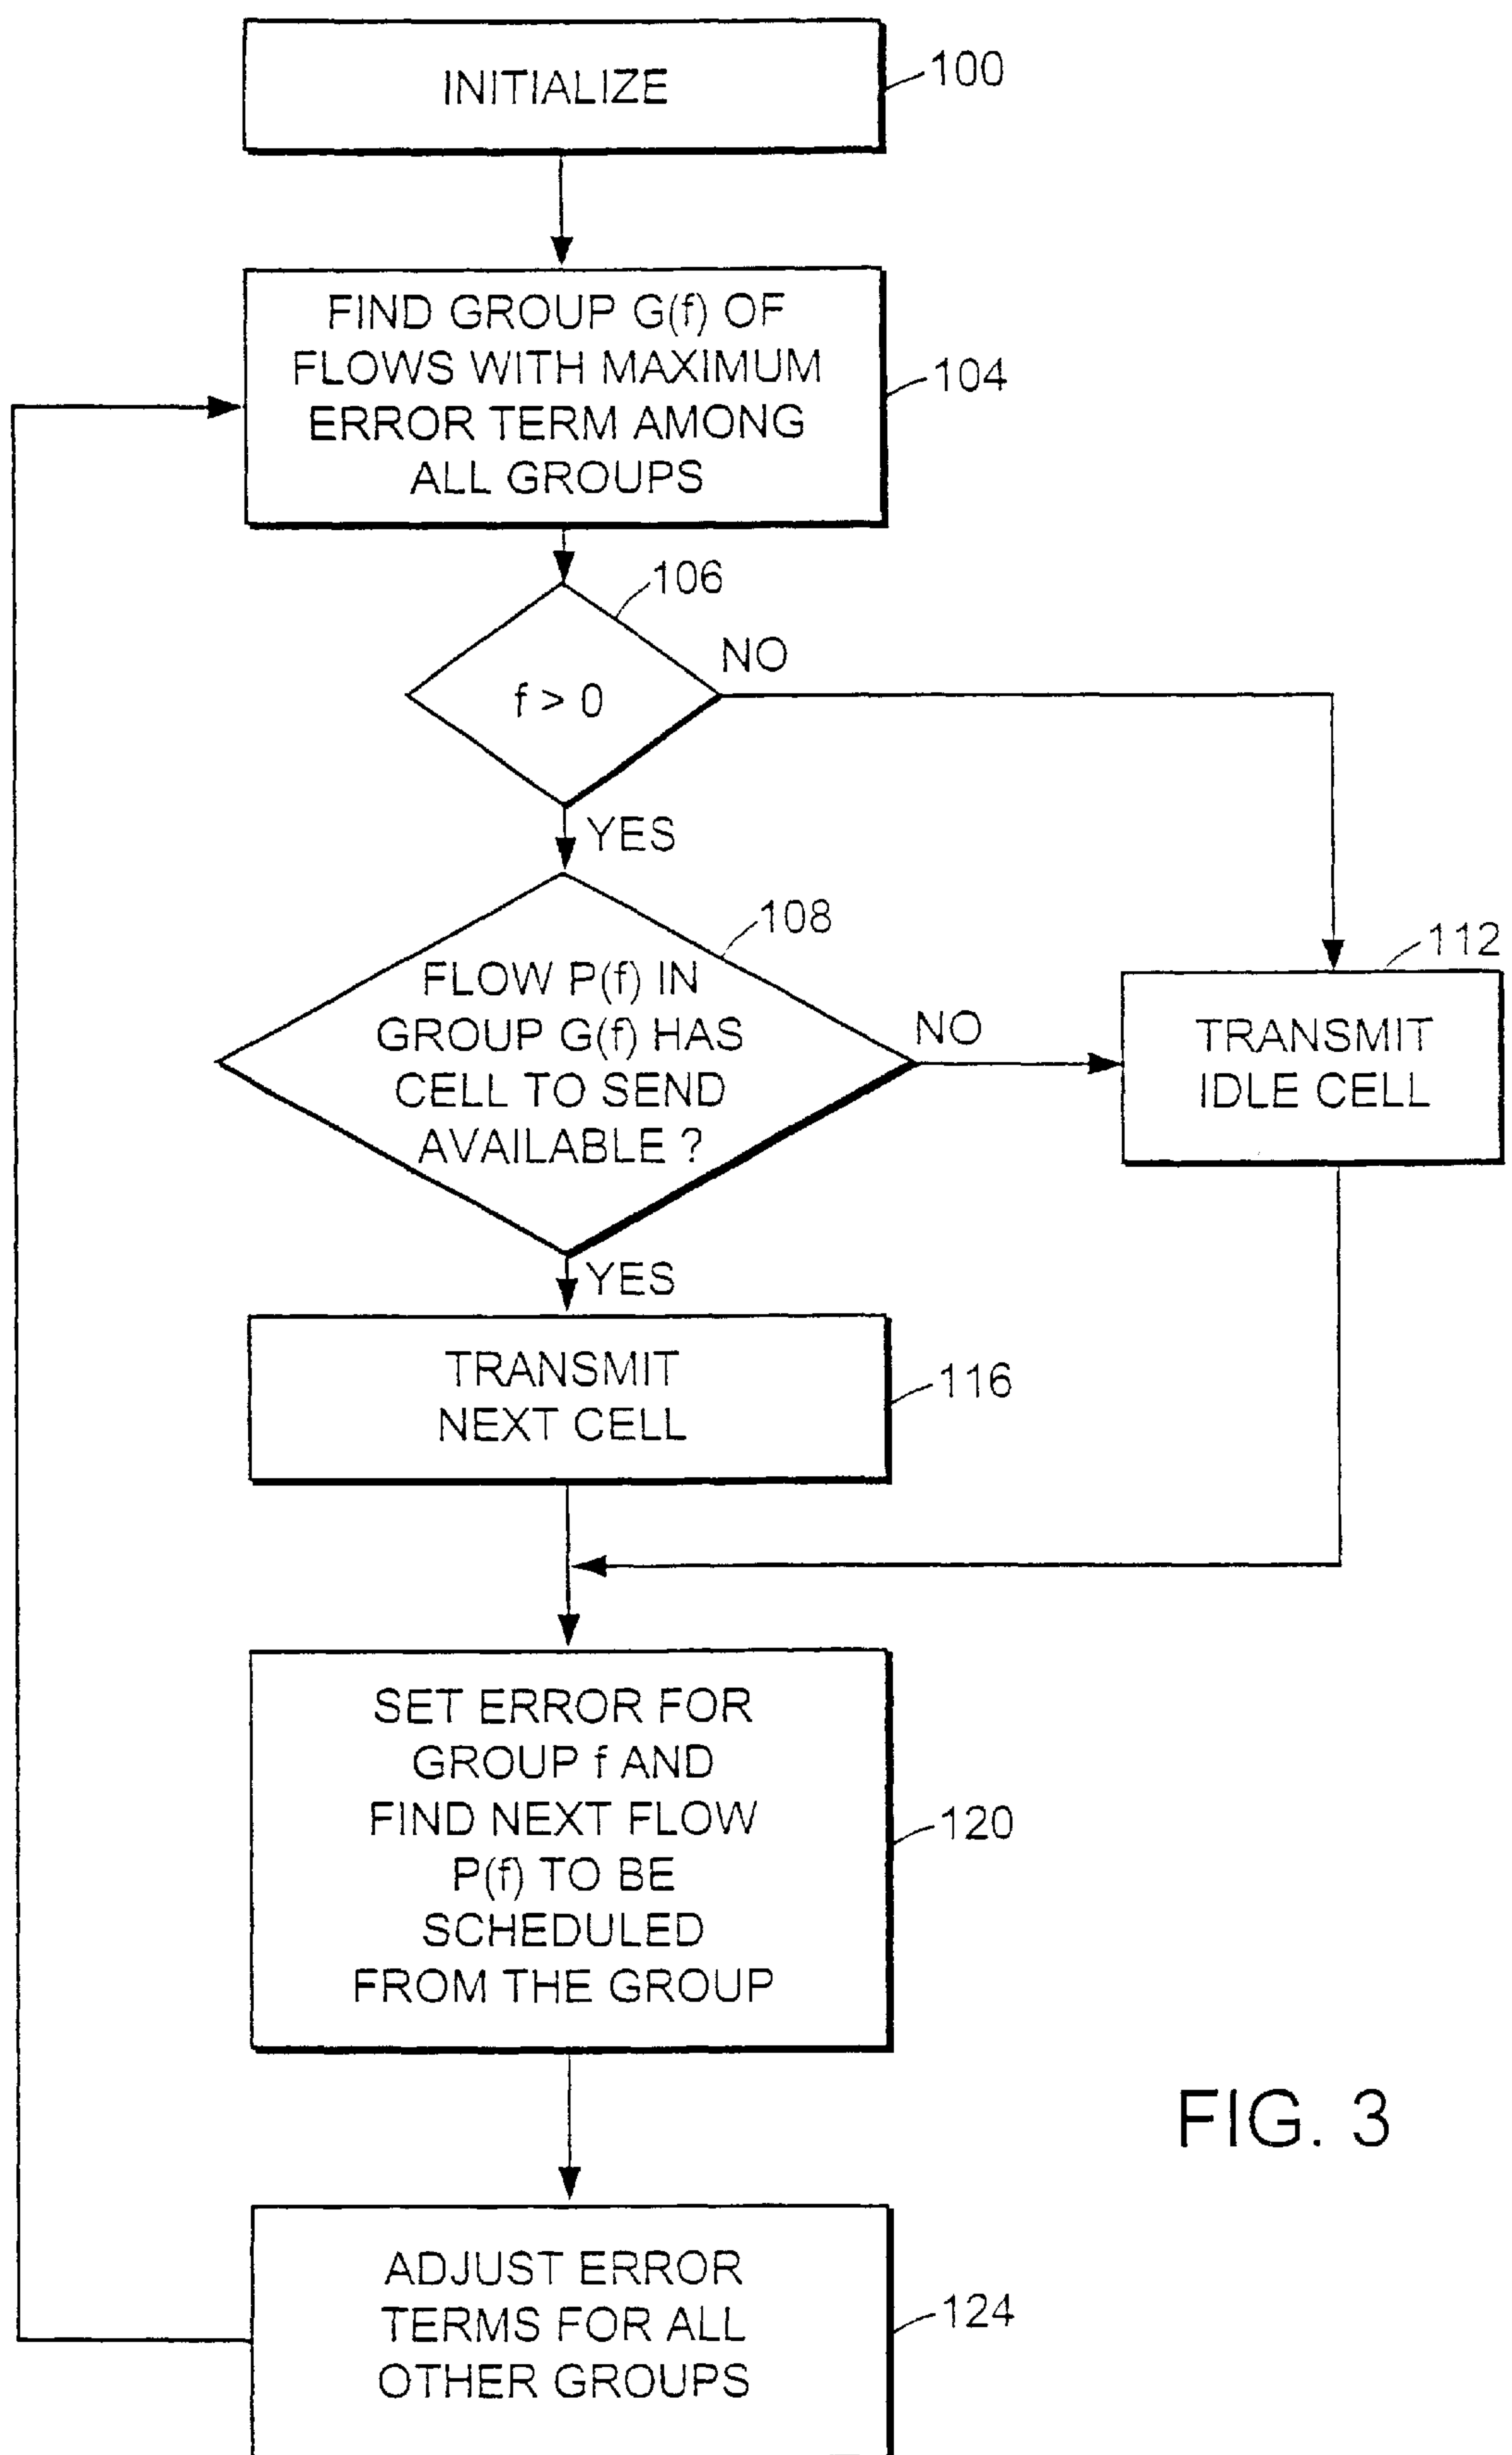 INITIALIZE
100
FIND GROUP G(f) OF
FLOWS WITH MAXIMUM
ERROR TERM AMONG
ALL GROUPS
104
106
f > 0
NO
YES
108
FLOW P(f) IN
GROUP G(f) HAS
CELL TO SEND
AVAILABLE ?
NO
112
TRANSMIT
IDLE CELL
YES
TRANSMIT
NEXT CELL
116
SET ERROR FOR
GROUP f AND
FIND NEXT FLOW
P(f) TO BE
SCHEDULED
FROM THE GROUP
120
FIG. 3
ADJUST ERROR
TERMS FOR ALL
OTHER GROUPS
124